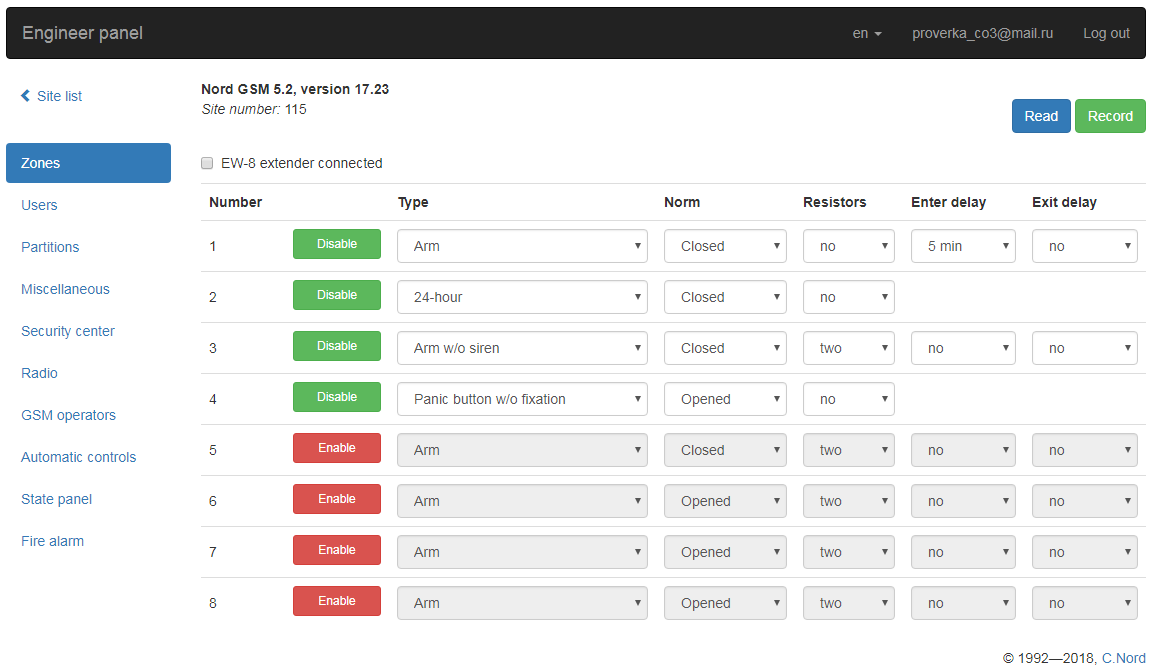 Engineer panel en proverka_co3@mail.ru Log out
Site list
Nord GSM 5.2, version 17.23
Site number: 115
Read Record
Zones
Users
Partitions
Miscellaneous
Security center
Radio
GSM operators
Automatic controls
State panel
Fire alarm
EW-8 extender connected
Number Type Norm Resistors Enter delay Exit delay
1 Disable Arm Closed no 5 min no
2 Disable 24-hour Closed no
3 Disable Arm w/o siren Closed two no no
4 Disable Panic button w/o fixation Opened no
5 Enable Arm Closed two no no
6 Enable Arm Opened two no no
7 Enable Arm Opened two no no
8 Enable Arm Opened two no no
© 1992—2018, C.Nord